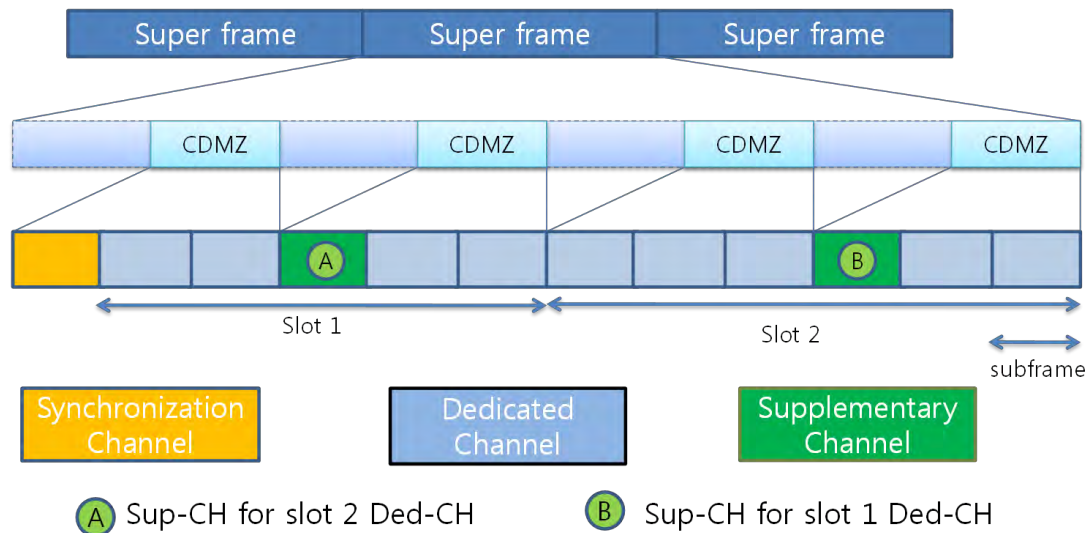 Super frame Super frame Super frame
CDMZ CDMZ CDMZ CDMZ
A B
Slot 1
Slot 2
subframe
Synchronization
Channel
Dedicated
Channel
Supplementary
Channel
A Sup-CH for slot 2 Ded-CH
B Sup-CH for slot 1 Ded-CH